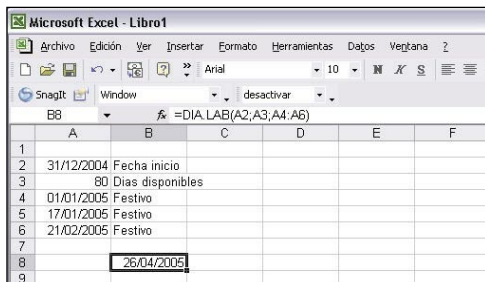 Microsoft Excel - Libro1
Archivo Edición Ver Insertar Formato Herramientas Datos Ventana ?
Arial 10 N K S
SnagIt Window desactivar
B8 fx =DIA.LAB(A2;A3;A4:A6)
A B C D E F
1
2 31/12/2004 Fecha inicio
3 80 Dias disponibles
4 01/01/2005 Festivo
5 17/01/2005 Festivo
6 21/02/2005 Festivo
7
8 26/04/2005
9